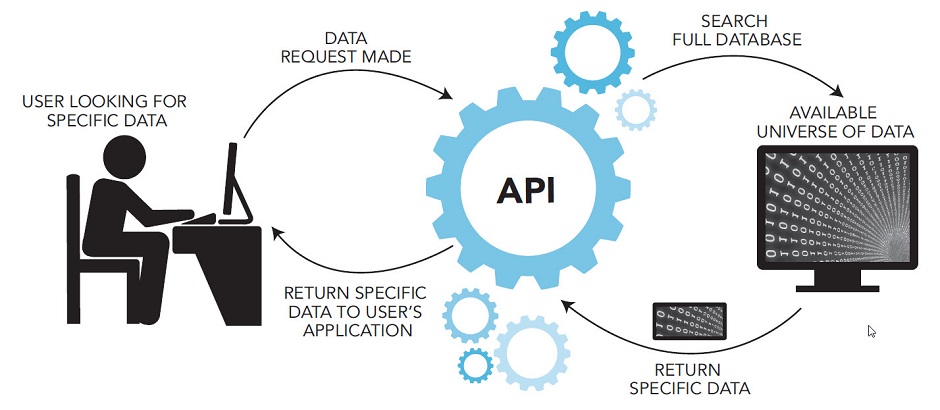 SEARCH
FULL DATABASE
DATA
REQUEST MADE
USER LOOKING FOR
SPECIFIC DATA
AVAILABLE
UNIVERSE OF DATA
API
RETURN SPECIFIC
DATA TO USER'S
APPLICATION
RETURN
SPECIFIC DATA